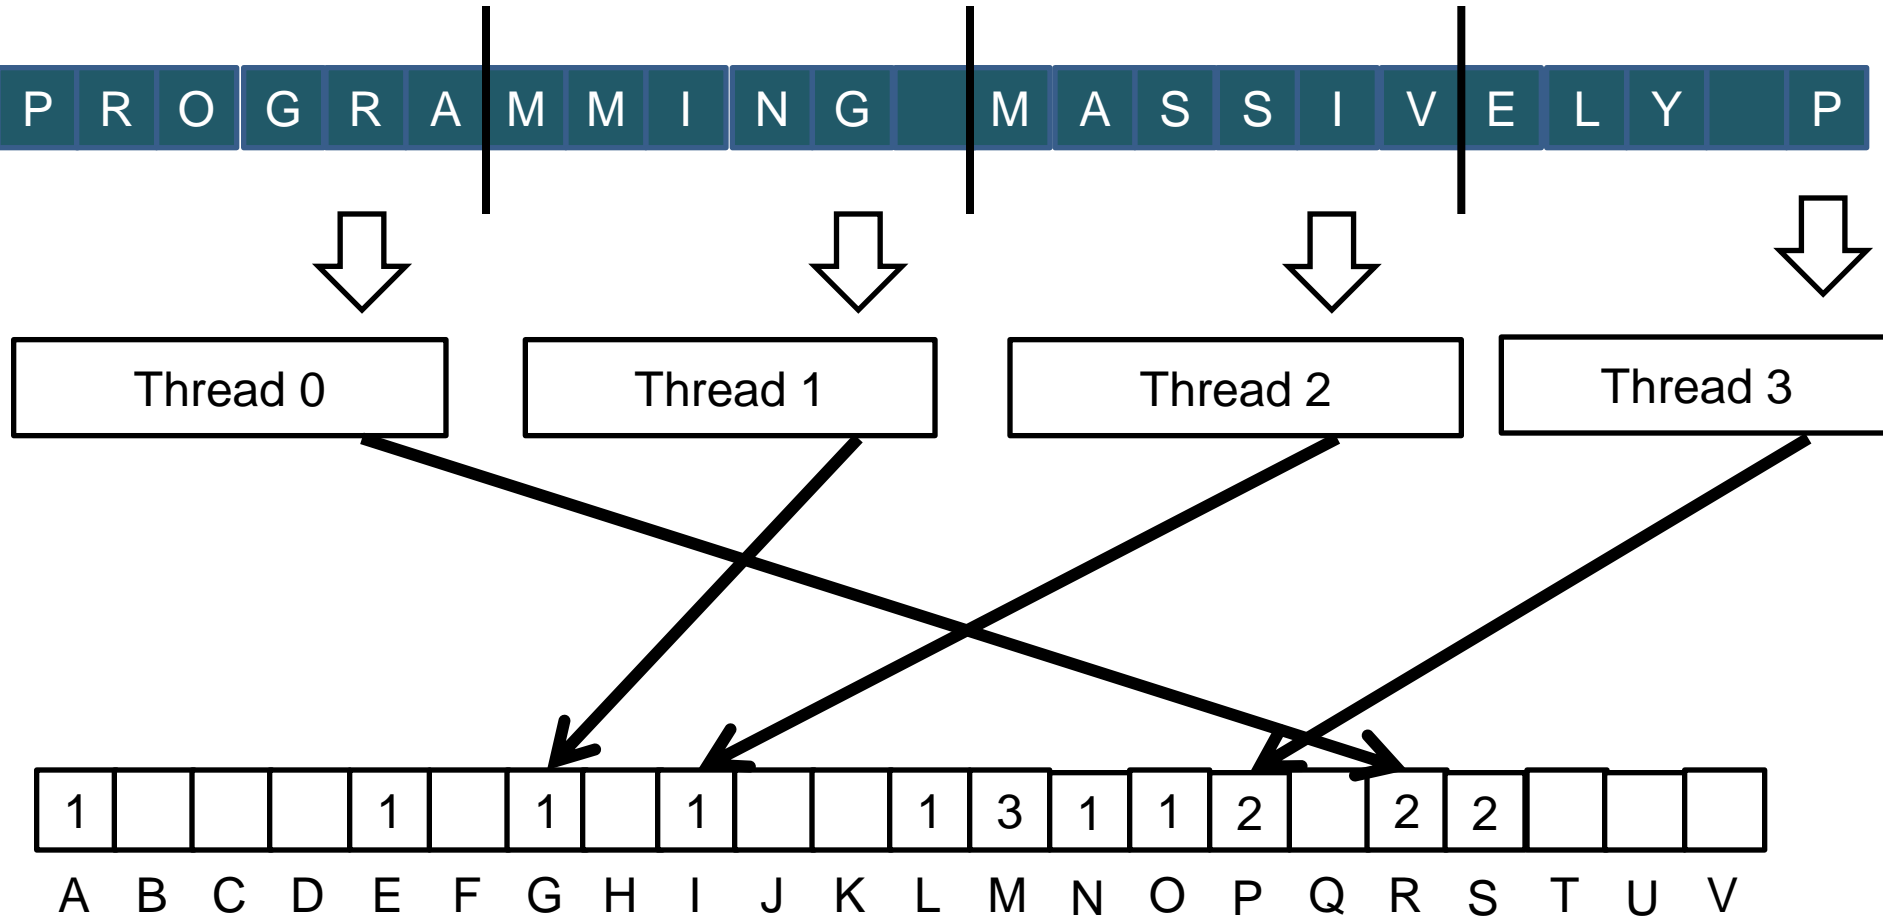 P R O G R A M M I N G M A S S I V E L Y P
Thread 0 Thread 1 Thread 2 Thread 3
1 1 1 1 1 3 1 1 2 2 2
A B C D E F G H I J K L M N O P Q R S T U V